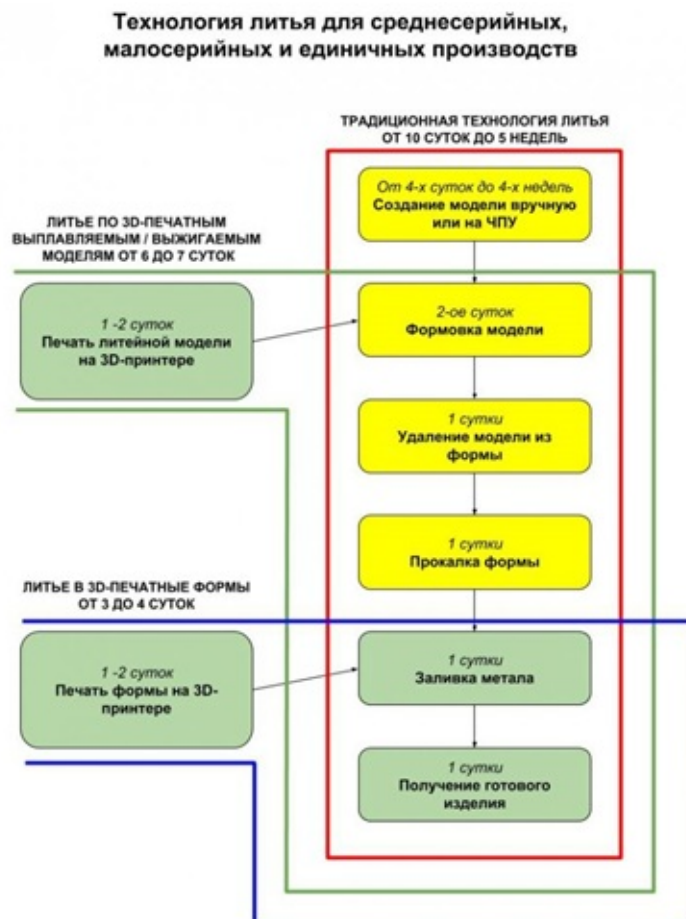 Технология литья для среднесерийных,
малосерийных и единичных производств
ТРАДИЦИОННАЯ ТЕХНОЛОГИЯ ЛИТЬЯ
ОТ 10 СУТОК ДО 5 НЕДЕЛЬ
От 4-х суток до 4-х недель
Создание модели вручную
или на ЧПУ
ЛИТЬЕ ПО 3D-ПЕЧАТНЫМ
ВЫПЛАВЛЯЕМЫМ / ВЫЖИГАЕМЫМ
МОДЕЛЯМ ОТ 6 ДО 7 СУТОК
1 -2 суток
Печать литейной модели
на 3D-принтере
2-ое суток
Формовка модели
1 сутки
Удаление модели из
формы
1 сутки
Прокалка формы
ЛИТЬЕ В 3D-ПЕЧАТНЫЕ ФОРМЫ
ОТ 3 ДО 4 СУТОК
1 -2 суток
Печать формы на 3D-
принтере
1 сутки
Заливка метала
1 сутки
Получение готового
изделия